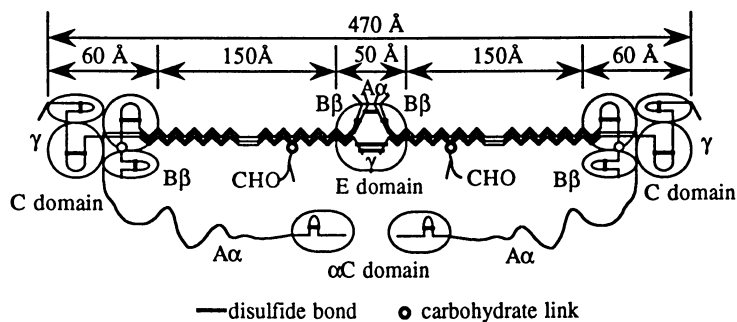 470 Å
60 Å 150Å 50 Å 150Å 60 Å
Aα
Bβ Bβ
γ γ γ
CHO E domain CHO
Bβ Bβ
C domain C domain
Aα αC domain Aα
disulfide bond carbohydrate link